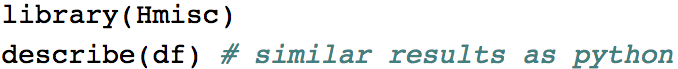 library(Hmisc)
describe(df) # similar results as python